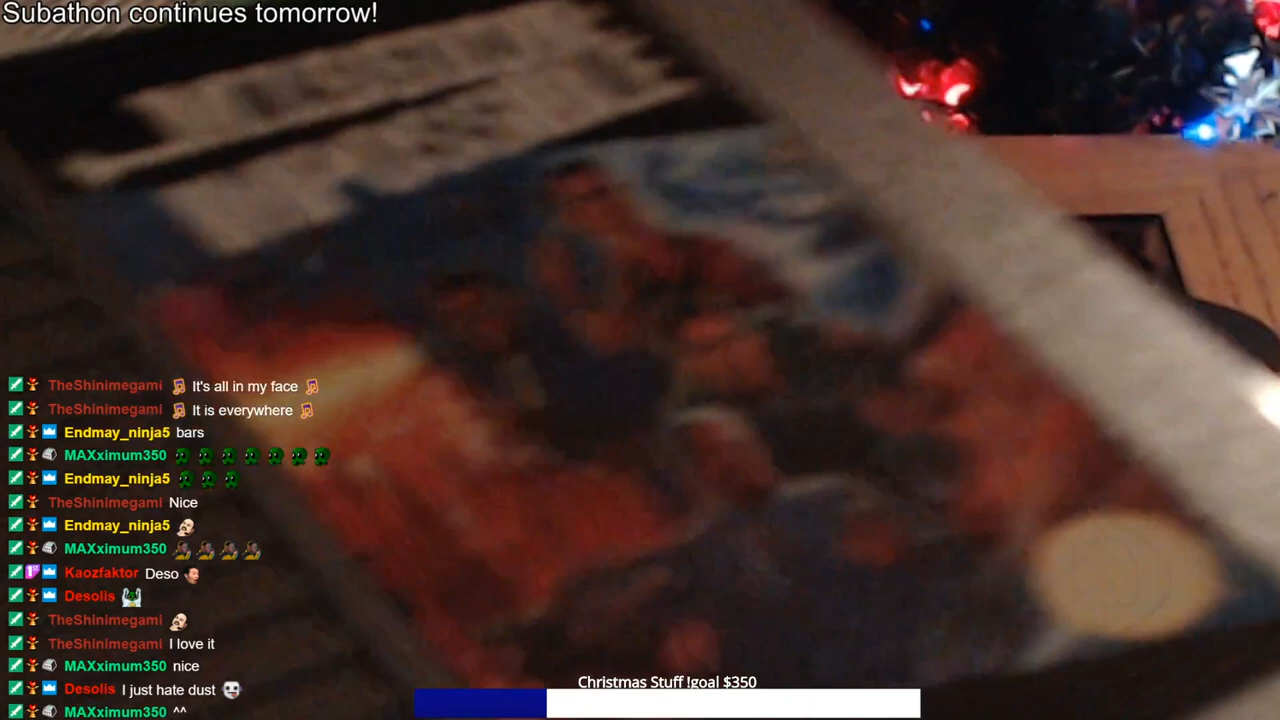 Subathon continues tomorrow!
TheShinimegami It's all in my face
TheShinimegami It is everywhere
Endmay_ninja5 bars
MAXximum350
Endmay_ninja5
TheShinimegami Nice
Endmay_ninja5
MAXximum350
Kaozfaktor Deso
Desolis
TheShinimegami
TheShinimegami I love it
MAXximum350 nice
Desolis I just hate dust
MAXximum350 ^^
Christmas Stuff !goal $350